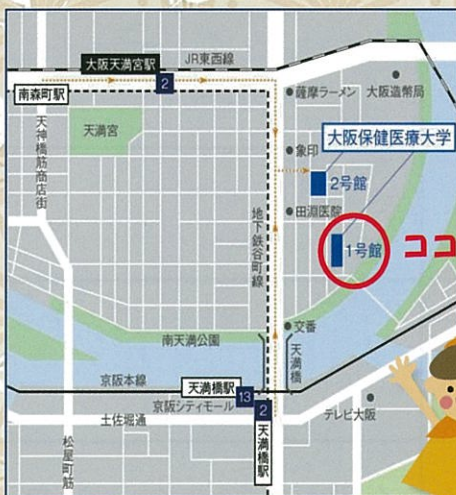 大阪天満宮駅
JR東西線
2
南森町駅
薩摩ラーメン
大阪造幣局
天満宮
天神橋筋商店街
大阪保健医療大学
象印
2号館
田淵医院
地下鉄谷町線
1号館
ココ
交番
南天満公園
天満橋
京阪本線
天満橋駅
13
京阪シティモール
2
土佐堀通
テレビ大阪
天満橋駅
松屋町筋